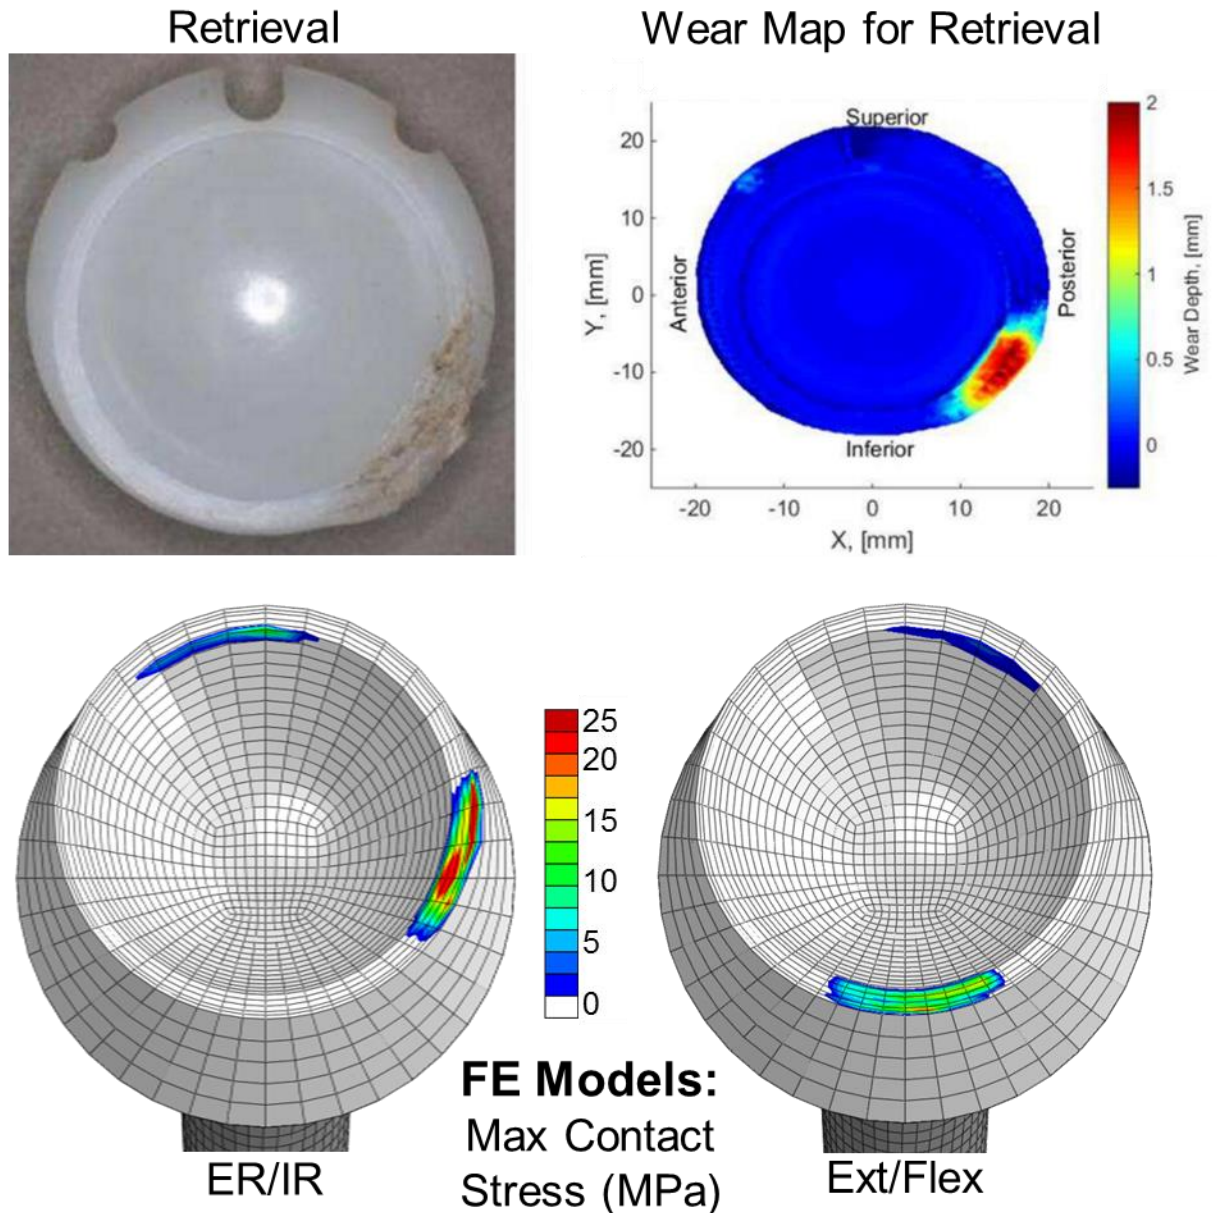 Retrieval
Wear Map for Retrieval
Superior
Anterior
Posterior
Inferior
20
10
0
-10
-20
Y, [mm]
-20
-10
0
10
20
X, [mm]
2
1.5
1
0.5
0
Wear Depth, [mm]
25
20
15
10
5
0
FE Models:
Max Contact
Stress (MPa)
ER/IR
Ext/Flex